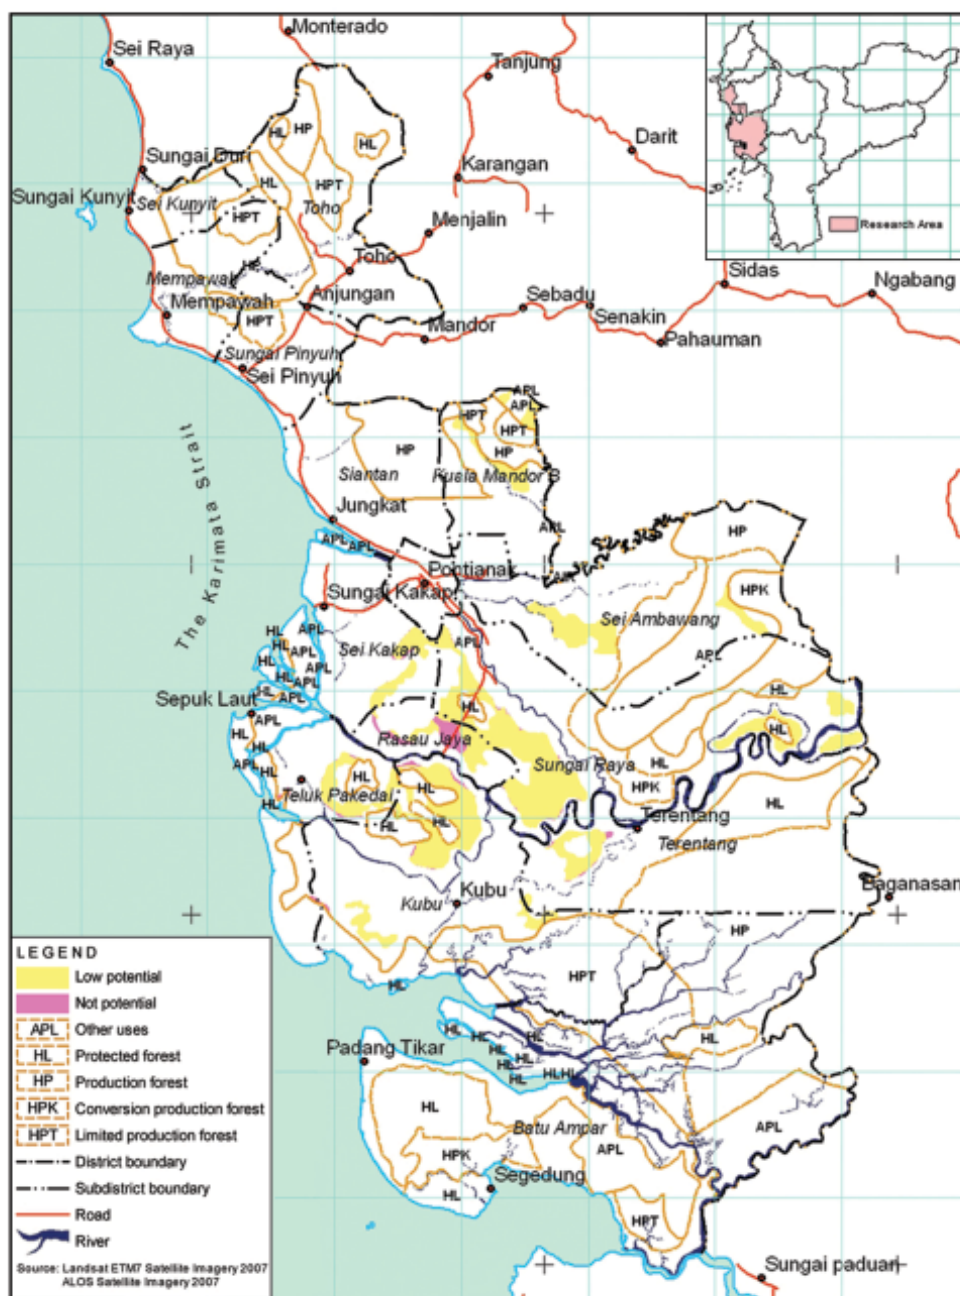 Monterado
Sei Raya
Tanjung
Darit
Sungai Duri
HL
HP
HL
Karangan
Sungai Kunyit
Sei Kunyit
HL
HPT
Toho
HPT
Menjalin
Research Area
Mempawah
HL
Toho
Sidas
Ngabang
Mempawah
Anjungan
Sebadu
Senakin
HPT
Mandor
Pahauman
Sungai Pinyuh
Sei Pinyuh
APL
APL
HPT
HPT
HP
HP
Siantan
Kuala Mandor B
The Karimata Strait
Jungkat
APL
APL
APL
HP
Pontianak
Sungai Kakap
HPK
Sei Ambawang
HL
APL
HL
APL
HL
APL
HL
APL
Sei Kakap
APL
APL
Sepuk Laut
HL
APL
APL
HL
HL
HL
HL
Rasau Jaya
HL
APL
HL
HL
HL
HL
Teluk Pakedai
HL
HL
Sungai Raya
HL
HPK
HL
Terentang
Terentang
Baganasan
Kubu
Kubu
HP
HPT
HL
HL
HL
HL
HL
HL
HL
HL
HL
HL
Padang Tikar
HL
Batu Ampar
APL
APL
HPK
HL
Segedung
HPT
Sungai paduan
LEGEND
Low potential
Not potential
APL Other uses
HL Protected forest
HP Production forest
HPK Conversion production forest
HPT Limited production forest
District boundary
Subdistrict boundary
Road
River
Source: Landsat ETM7 Satellite Imagery 2007
ALOS Satellite Imagery 2007